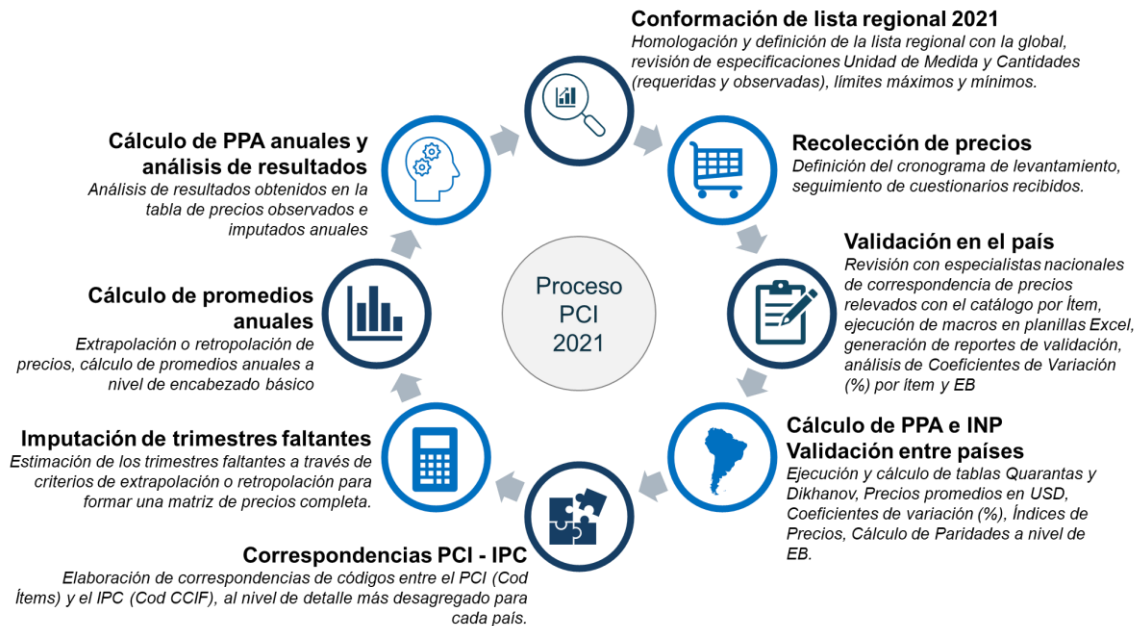 Conformación de lista regional 2021
Homologación y definición de la lista regional con la global,
revisión de especificaciones Unidad de Medida y Cantidades
(requeridas y observadas), límites máximos y mínimos.
Recolección de precios
Definición del cronograma de levantamiento,
seguimiento de cuestionarios recibidos.
Validación en el país
Revisión con especialistas nacionales
de correspondencia de precios
relevados con el catálogo por Ítem,
ejecución de macros en planillas Excel,
generación de reportes de validación,
análisis de Coeficientes de Variación
(%) por ítem y EB
Cálculo de PPA e INP
Validación entre países
Ejecución y cálculo de tablas Quarantas y
Dikhanov, Precios promedios en USD,
Coeficientes de variación (%), Índices de
Precios, Cálculo de Paridades a nivel de
EB.
Correspondencias PCI - IPC
Elaboración de correspondencias de códigos entre el PCI (Cod
Ítems) y el IPC (Cod CCIF), al nivel de detalle más desagregado para
cada país.
Imputación de trimestres faltantes
Estimación de los trimestres faltantes a través de
criterios de extrapolación o retropolación para
formar una matriz de precios completa.
Cálculo de promedios
anuales
Extrapolación o retropolación de
precios, cálculo de promedios anuales a
nivel de encabezado básico
Cálculo de PPA anuales y
análisis de resultados
Análisis de resultados obtenidos en la
tabla de precios observados e
imputados anuales
Proceso
PCI
2021